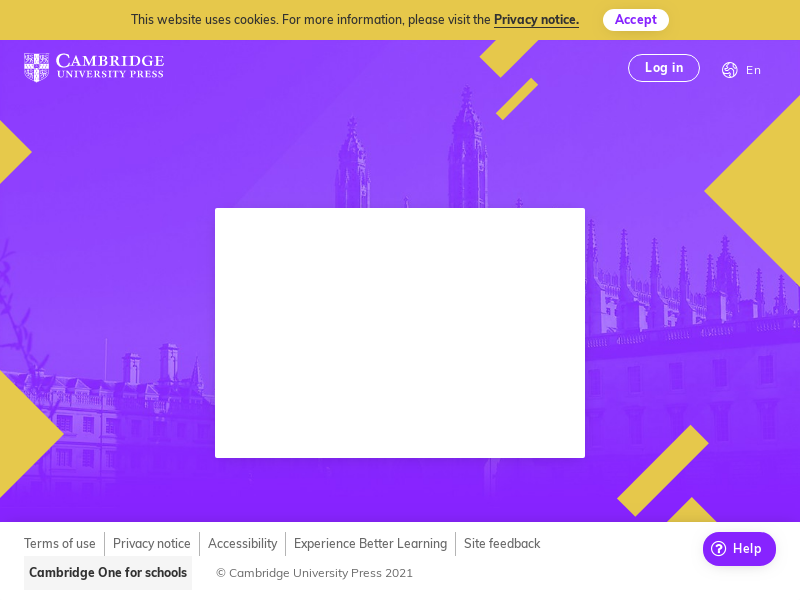 This website uses cookies. For more information, please visit the Privacy notice. Accept
CAMBRIDGE
UNIVERSITY PRESS
Log in
En
Terms of use
Privacy notice
Accessibility
Experience Better Learning
Site feedback
Help
Cambridge One for schools
© Cambridge University Press 2021